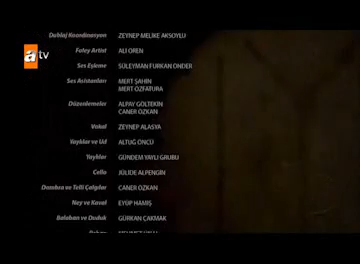 Dublaj Koordinasyon ZEYNEP MELİKE AKSOYLU
Foley Artist ALİ ÖREN
atv
Ses Eşleme SÜLEYMAN FURKAN ÖNDER
Ses Asistanları MERT ŞAHİN
MERT ÖZFATURA
Düzenlemeler ALPAY GÖLTEKİN
CANER ÖZKAN
Vokal ZEYNEP ALASYA
Yaylılar ve Ud ALTUĞ ÖNCÜ
Yaylılar GÜNDEM YAYLI GRUBU
Cello JÜLİDE ALPENGİN
Dombra ve Telli Çalgılar CANER ÖZKAN
Ney ve Kaval EYÜP HAMİŞ
Balaban ve Duduk GÜRKAN ÇAKMAK